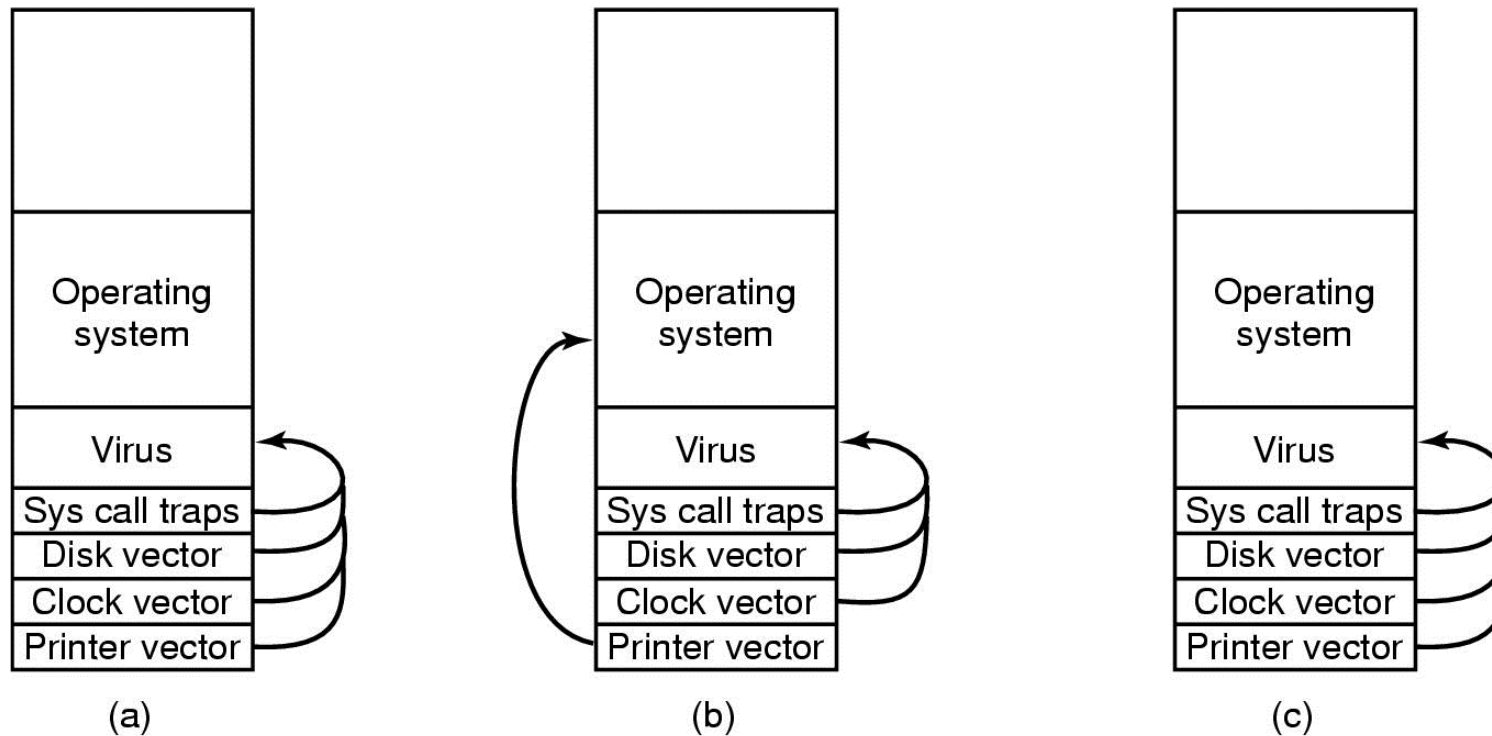 Operating
system
Virus
Sys call traps
Disk vector
Clock vector
Printer vector
(a)
Operating
system
Virus
Sys call traps
Disk vector
Clock vector
Printer vector
(b)
Operating
system
Virus
Sys call traps
Disk vector
Clock vector
Printer vector
(c)